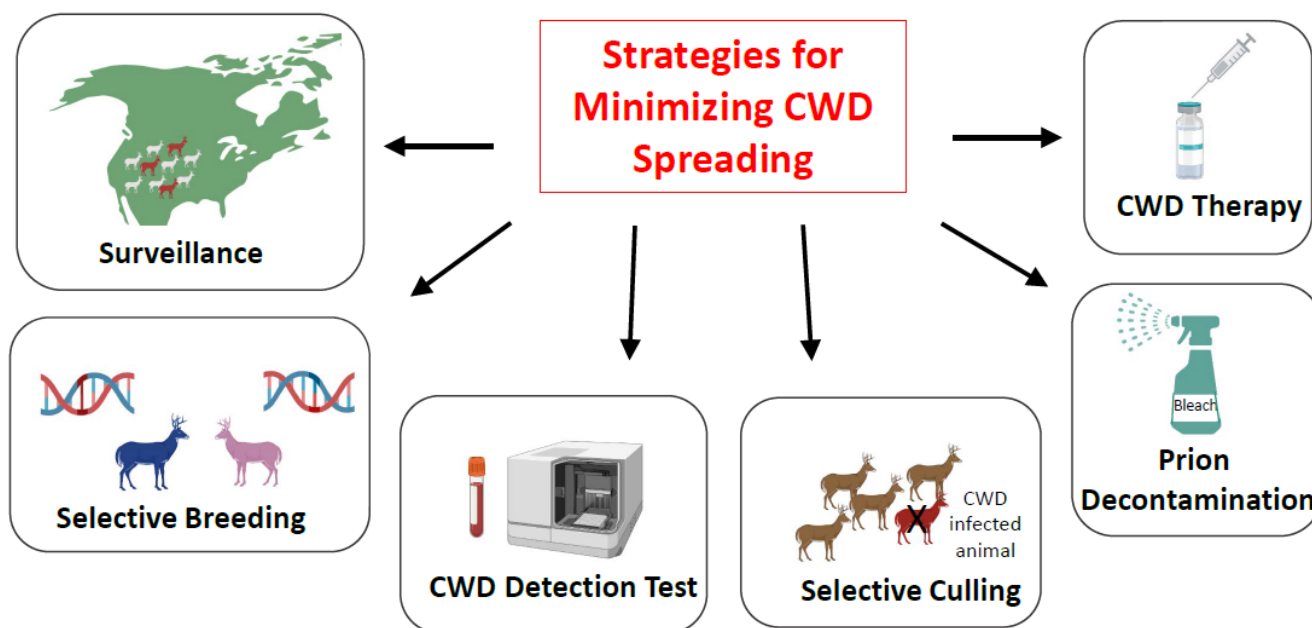 Strategies for
Minimizing CWD
Spreading
Surveillance
CWD Therapy
Selective Breeding
CWD Detection Test
CWD
infected
animal
X
Selective Culling
Bleach
Prion
Decontamination